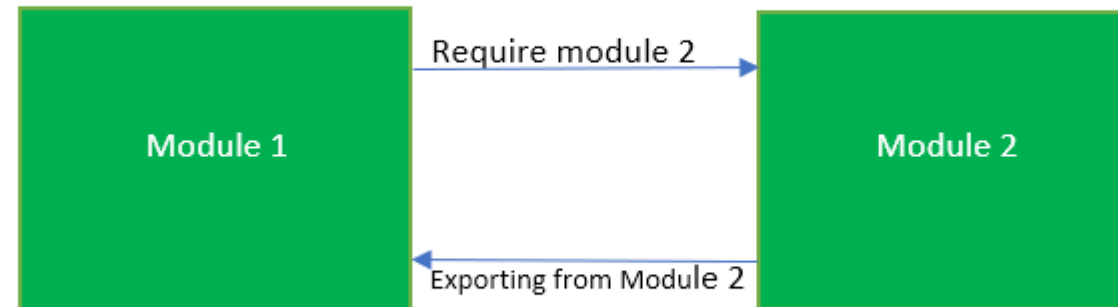 Require module 2
Module 1
Module 2
Exporting from Module 2